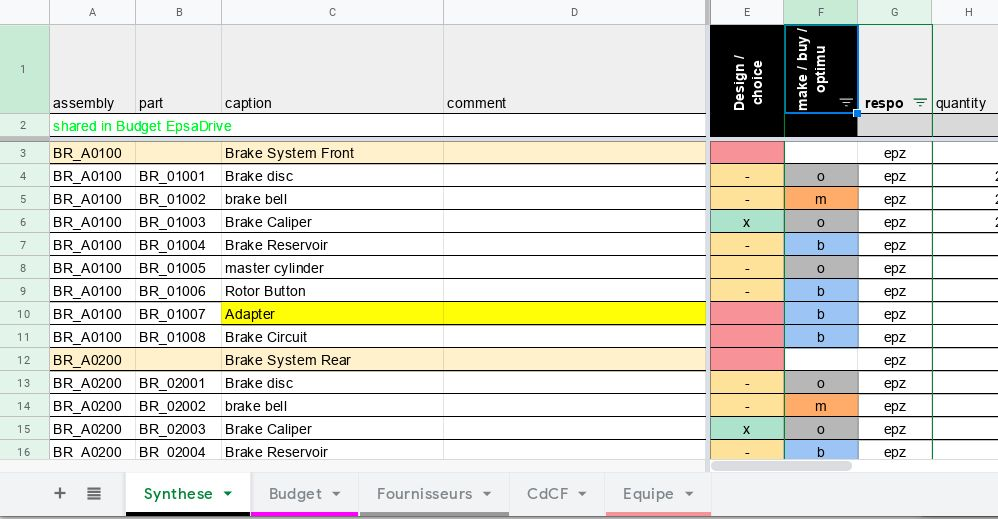 A B C D E F G H
1 assembly part caption comment Design / choice make / buy / optimu respo quantity
2 shared in Budget EpsaDrive
3 BR_A0100 Brake System Front epz
4 BR_A0100 BR_01001 Brake disc - o epz
5 BR_A0100 BR_01002 brake bell - m epz
6 BR_A0100 BR_01003 Brake Caliper x o epz
7 BR_A0100 BR_01004 Brake Reservoir - b epz
8 BR_A0100 BR_01005 master cylinder - o epz
9 BR_A0100 BR_01006 Rotor Button - b epz
10 BR_A0100 BR_01007 Adapter b epz
11 BR_A0100 BR_01008 Brake Circuit b epz
12 BR_A0200 Brake System Rear epz
13 BR_A0200 BR_02001 Brake disc - o epz
14 BR_A0200 BR_02002 brake bell - m epz
15 BR_A0200 BR_02003 Brake Caliper x o epz
16 BR_A0200 BR_02004 Brake Reservoir - b epz
Synthese Budget Fournisseurs CdCF Equipe